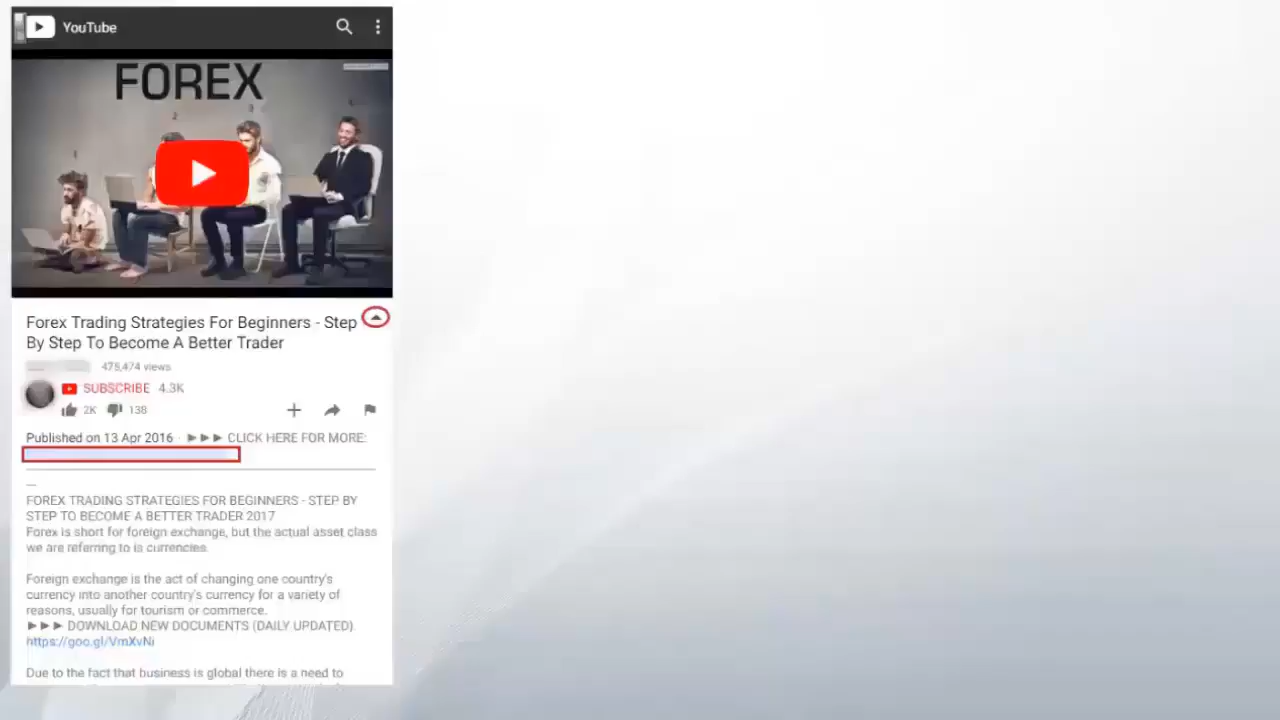 YouTube
FOREX
1
2
3
Forex Trading Strategies For Beginners - Step
By Step To Become A Better Trader
475,474 views
SUBSCRIBE 4.3K
2K 138
Published on 13 Apr 2016 · ►►► CLICK HERE FOR MORE:
FOREX TRADING STRATEGIES FOR BEGINNERS - STEP BY
STEP TO BECOME A BETTER TRADER 2017
Forex is short for foreign exchange, but the actual asset class
we are referring to is currencies.
Foreign exchange is the act of changing one country's
currency into another country's currency for a variety of
reasons, usually for tourism or commerce.
►►► DOWNLOAD NEW DOCUMENTS (DAILY UPDATED)
https://goo.gl/VmXvNi
Due to the fact that business is global there is a need to